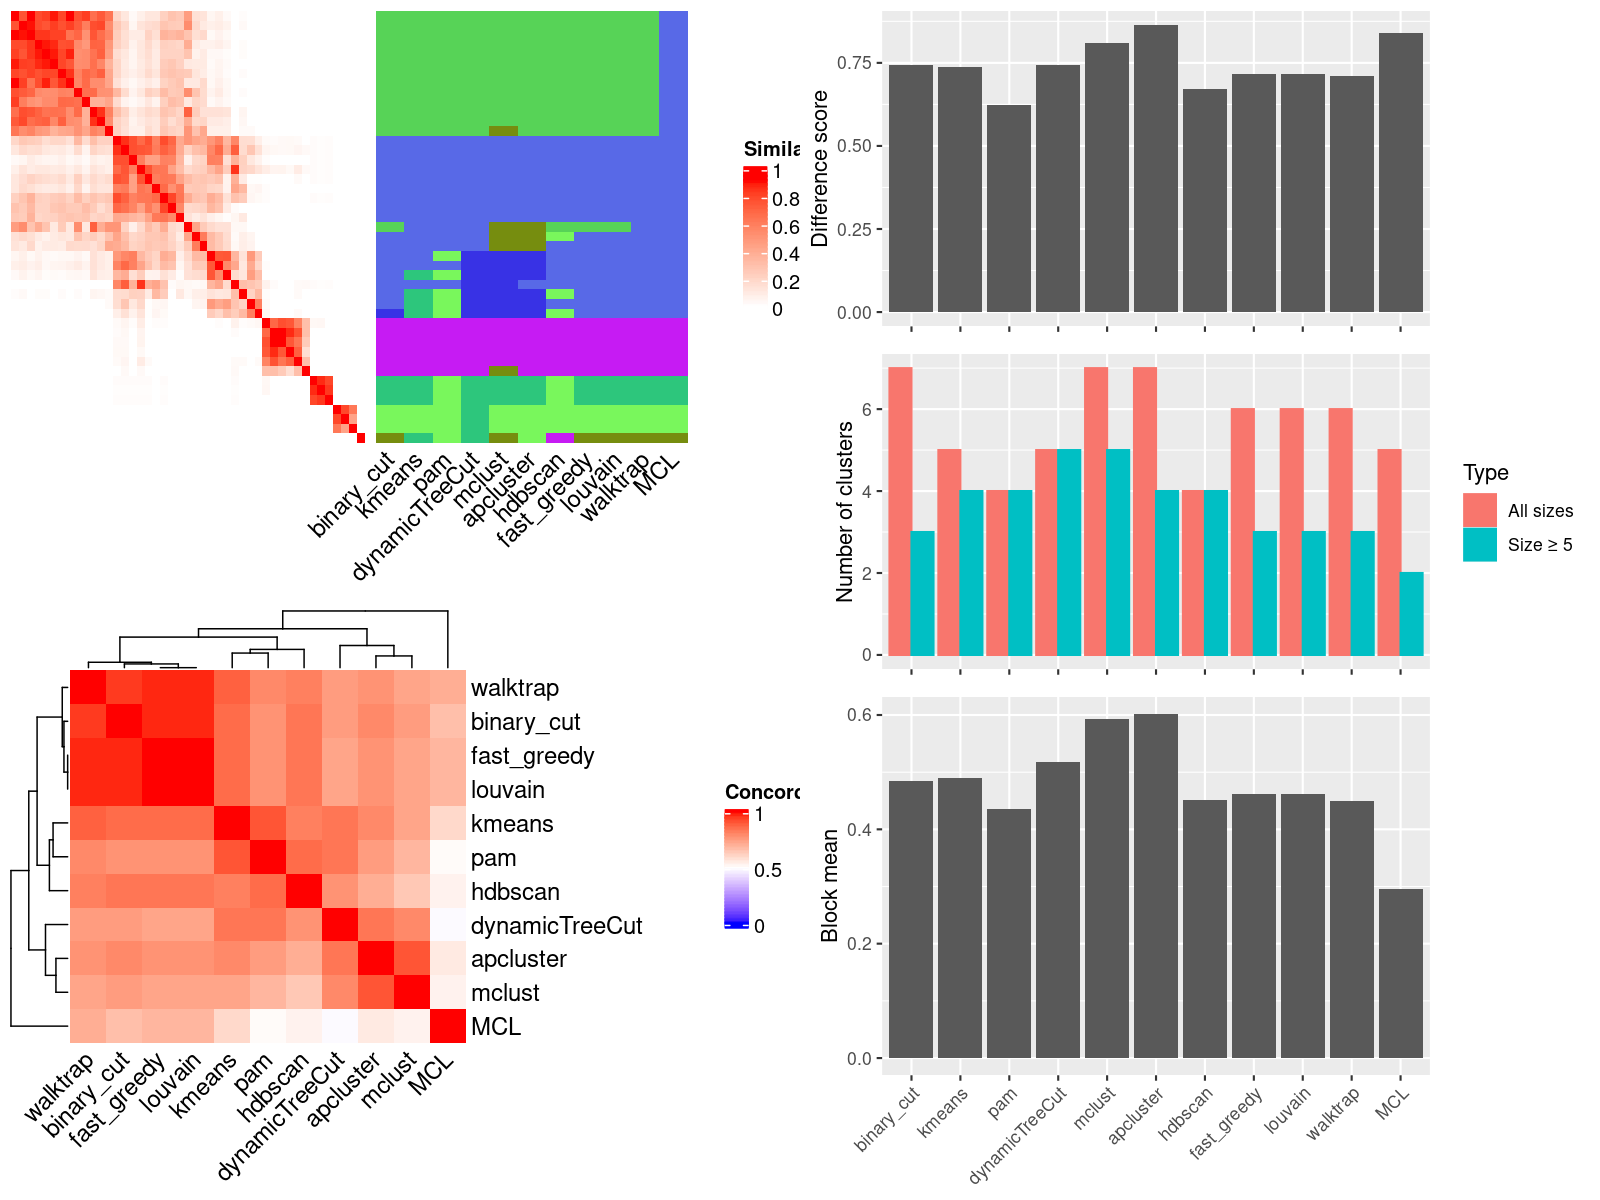 Simila
1
0.8
0.6
0.4
0.2
0
binary_cut
kmeans
pam
dynamicTreeCut
mclust
apcluster
hdbscan
fast_greedy
louvain
walktrap
MCL
walktrap
binary_cut
fast_greedy
louvain
kmeans
pam
hdbscan
dynamicTreeCut
apcluster
mclust
MCL
walktrap
binary_cut
fast_greedy
louvain
kmeans
pam
hdbscan
dynamicTreeCut
apcluster
mclust
MCL
Concord
1
0.5
0
Difference score
0.75
0.50
0.25
0.00
Number of clusters
6
4
2
0
Type
All sizes
Size ≥ 5
Block mean
0.6
0.4
0.2
0.0
binary_cut
kmeans
pam
dynamicTreeCut
mclust
apcluster
hdbscan
fast_greedy
louvain
walktrap
MCL